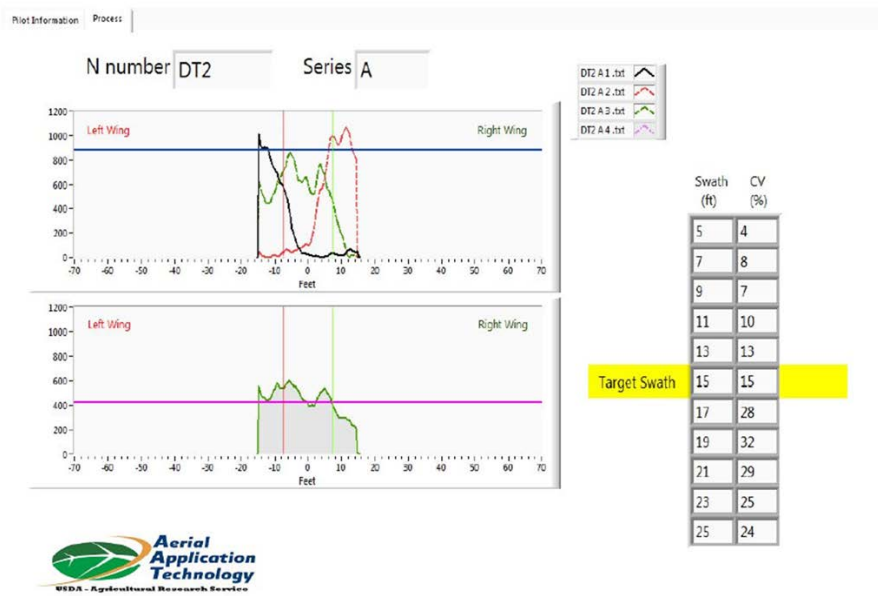 Pilot Information Process
N number DT2 Series A
DT2 A 1 .txt
DT2 A 2 .txt
DT2 A 3 .txt
DT2 A 4 .txt
1200
1000
800
600
400
200
0
Left Wing Right Wing
-70 -60 -50 -40 -30 -20 -10 0 10 20 30 40 50 60 70
Feet
1200
1000
800
600
400
200
0
Left Wing Right Wing
-70 -60 -50 -40 -30 -20 -10 0 10 20 30 40 50 60 70
Feet
Swath CV
(ft) (%)
5 4
7 8
9 7
11 10
13 13
Target Swath 15 15
17 28
19 32
21 29
23 25
25 24
Aerial
Application
Technology
USDA - Agricultural Research Service